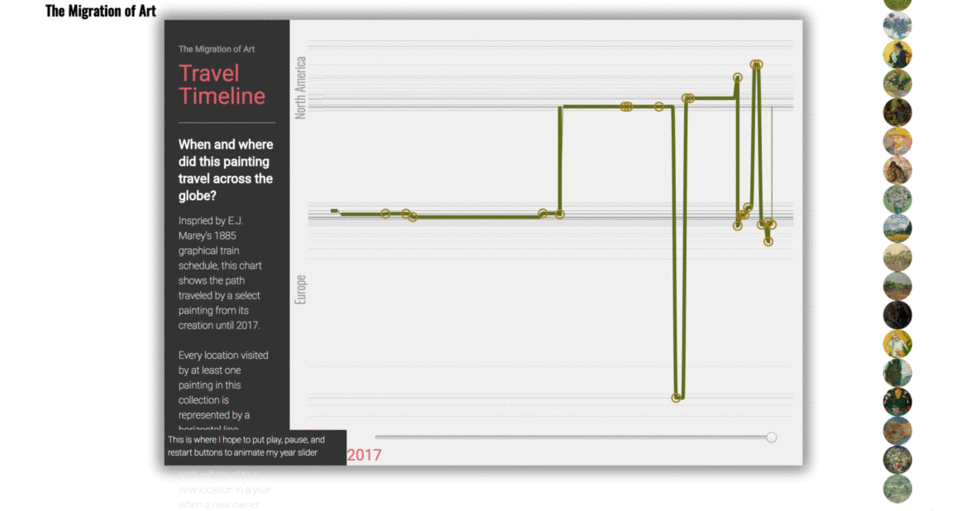 The Migration of Art
The Migration of Art
Travel
Timeline
When and where
did this painting
travel across the
globe?
Inspried by E.J.
Marey's 1885
graphical train
schedule, this chart
shows the path
traveled by a select
painting from its
creation until 2017.
Every location visited
by at least one
painting in this
collection is
represented by a
horizontal line
This is where I hope to put play, pause, and
restart buttons to animate my year slider
new location in a year
when a new owner
North America
Europe
2017